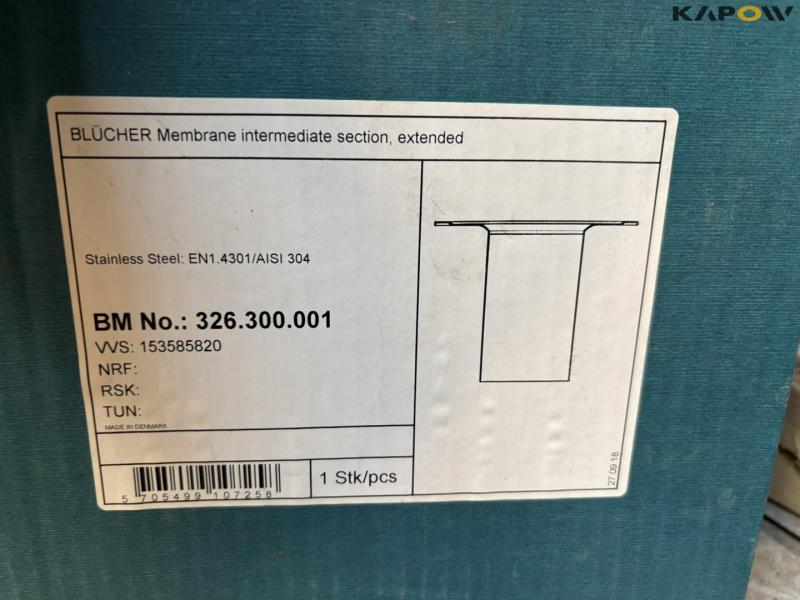 KAPOW
BLÜCHER Membrane intermediate section, extended
Stainless Steel: EN1.4301/AISI 304
BM No.: 326.300.001
VVS: 153585820
NRF:
RSK:
TUN:
MADE IN DENMARK
5 705499 107258
1 Stk/pcs
27.09.18